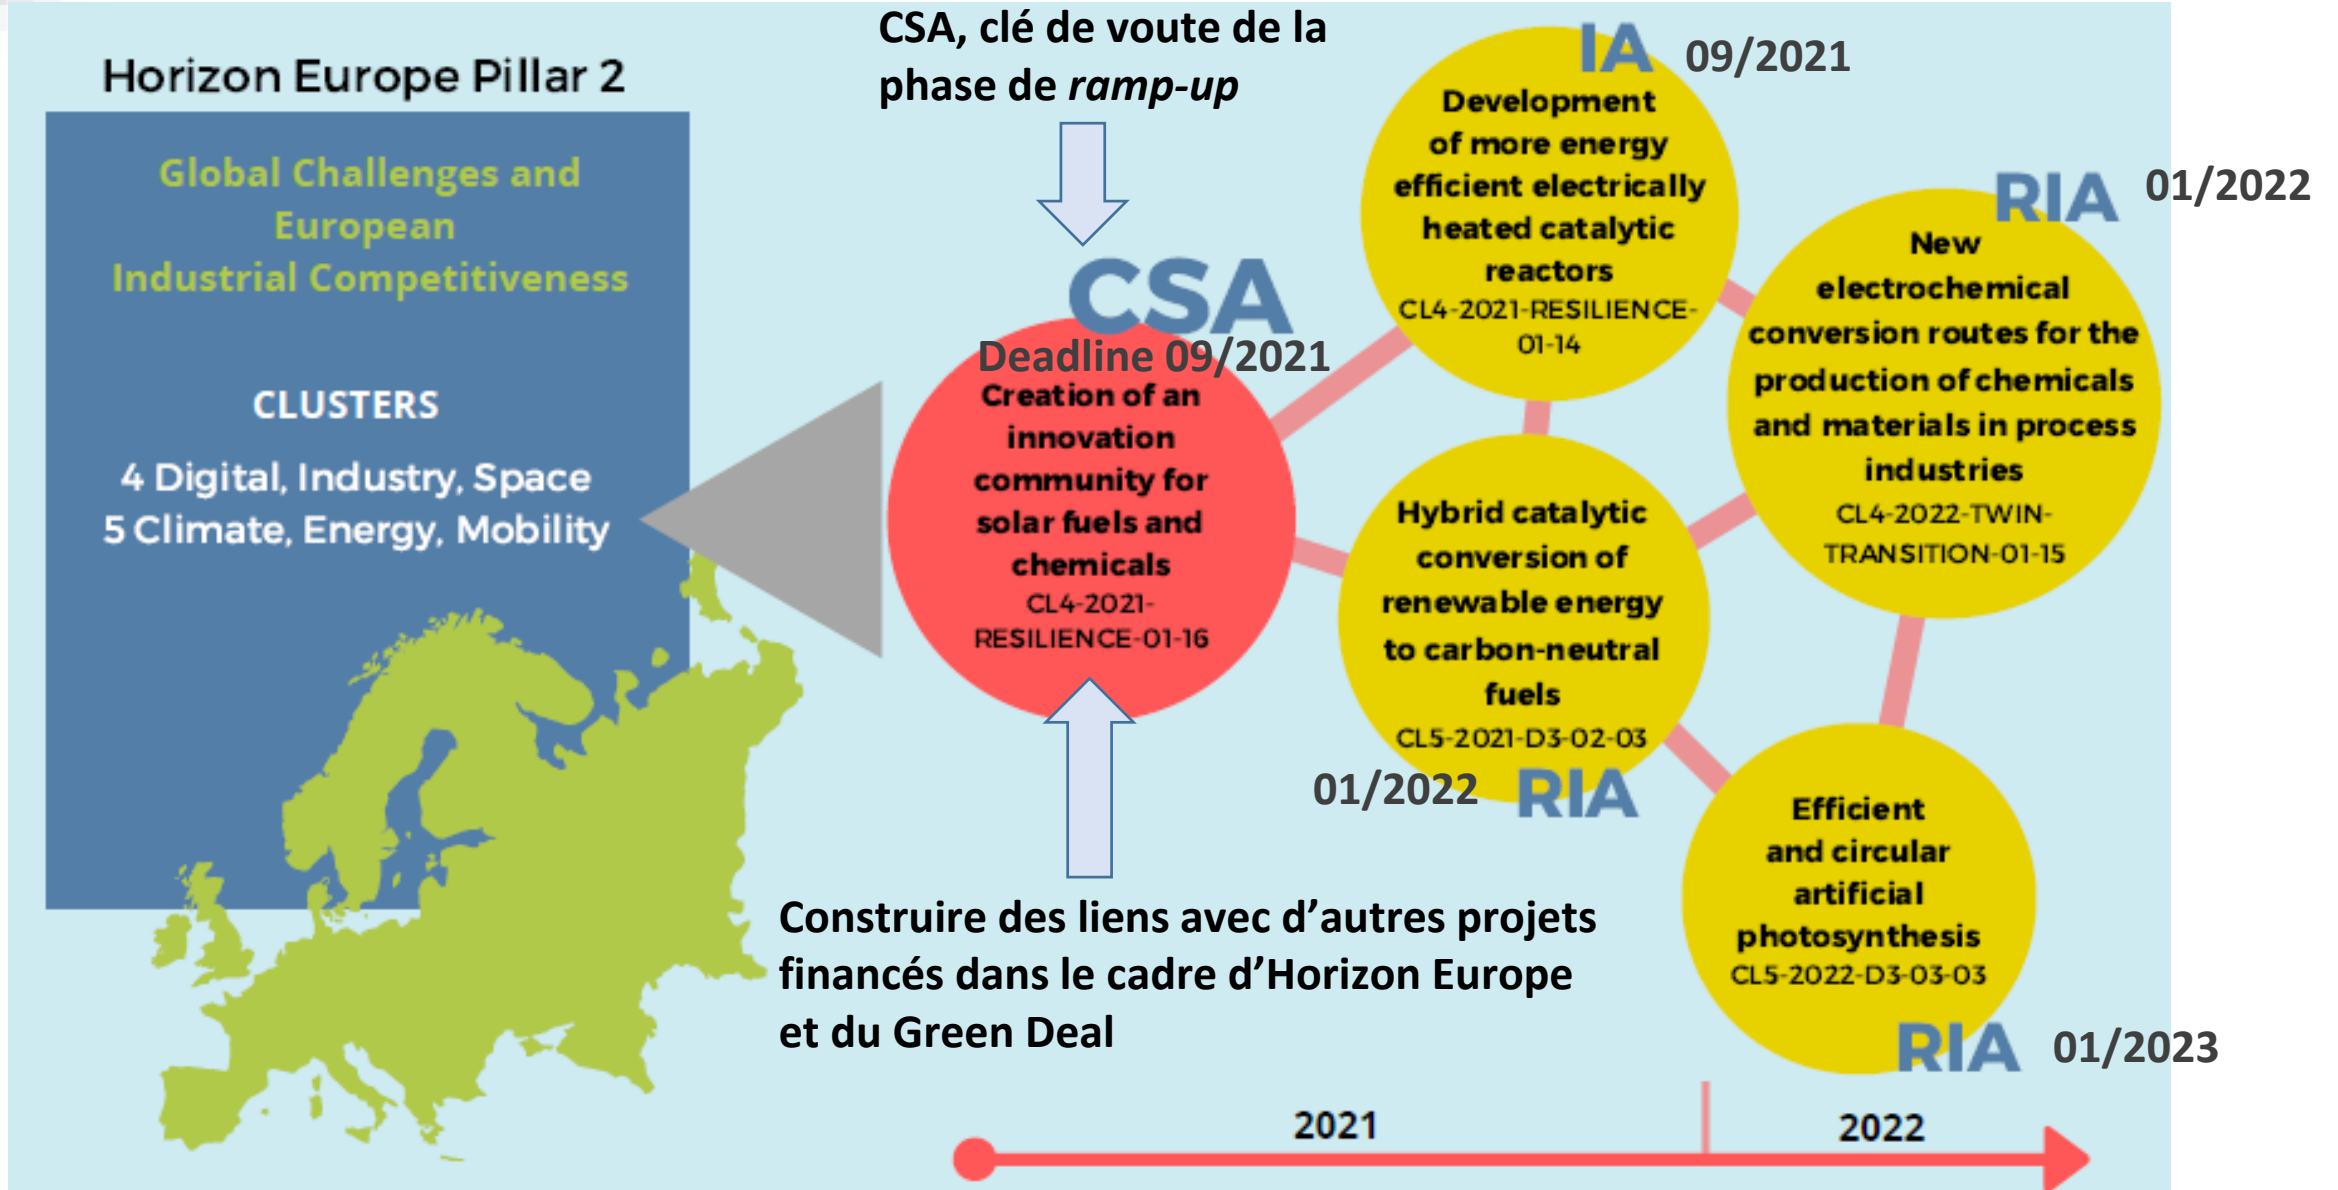 Horizon Europe Pillar 2
Global Challenges and
European
Industrial Competitiveness
CLUSTERS
4 Digital, Industry, Space
5 Climate, Energy, Mobility
CSA, clé de voute de la
phase de ramp-up
CSA
Deadline 09/2021
Creation of an
innovation
community for
solar fuels and
chemicals
CL4-2021-
RESILIENCE-01-16
Construire des liens avec d’autres projets
financés dans le cadre d’Horizon Europe
et du Green Deal
IA
09/2021
Development
of more energy
efficient electrically
heated catalytic
reactors
CL4-2021-RESILIENCE-
01-14
RIA
01/2022
New
electrochemical
conversion routes for the
production of chemicals
and materials in process
industries
CL4-2022-TWIN-
TRANSITION-01-15
Hybrid catalytic
conversion of
renewable energy
to carbon-neutral
fuels
CL5-2021-D3-02-03
01/2022
RIA
Efficient
and circular
artificial
photosynthesis
CL5-2022-D3-03-03
RIA
01/2023
2021
2022